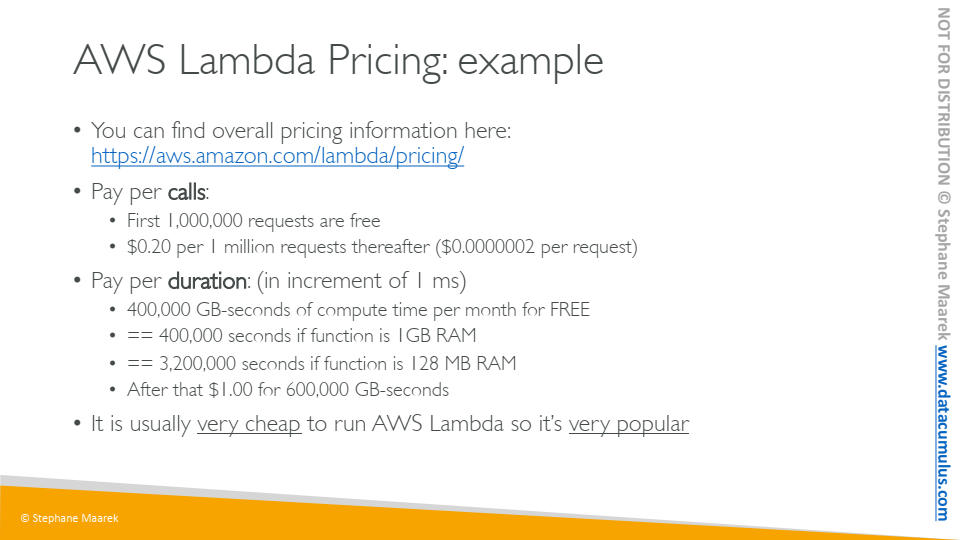 AWS Lambda Pricing: example
• You can find overall pricing information here:
https://aws.amazon.com/lambda/pricing/
• Pay per calls:
• First 1,000,000 requests are free
• $0.20 per 1 million requests thereafter ($0.0000002 per request)
• Pay per duration: (in increment of 1 ms)
• 400,000 GB-seconds of compute time per month for FREE
• == 400,000 seconds if function is 1GB RAM
• == 3,200,000 seconds if function is 128 MB RAM
• After that $1.00 for 600,000 GB-seconds
• It is usually very cheap to run AWS Lambda so it's very popular
© Stephane Maarek
NOT FOR DISTRIBUTION © Stephane Maarek www.datacumulus.com